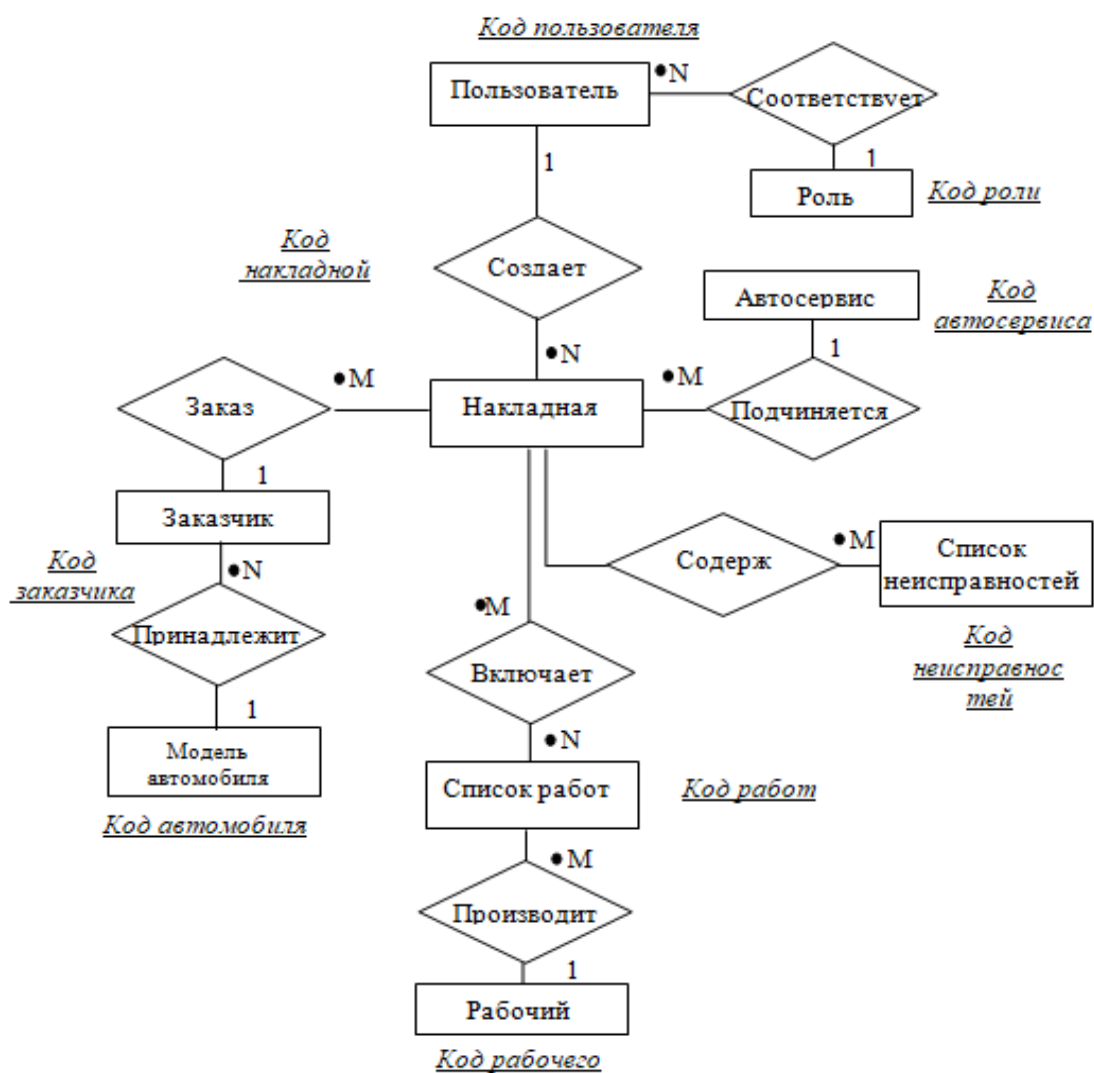 Код пользователя
•N
Пользователь
Соответствует
1
1
Роль
Код роли
Код
накладной
Создает
Автосервис
Код
автосервиса
•N
1
•M
•M
Заказ
Накладная
Подчиняется
1
Заказчик
•M
Список
Содерж
неисправностей
Код
заказчика
•N
•M
Принадлежит
Код
неисправнос
тей
Включает
1
•N
Модель
автомобиля
Список работ
Код работ
Код автомобиля
•M
Производит
1
Рабочий
Код рабочего